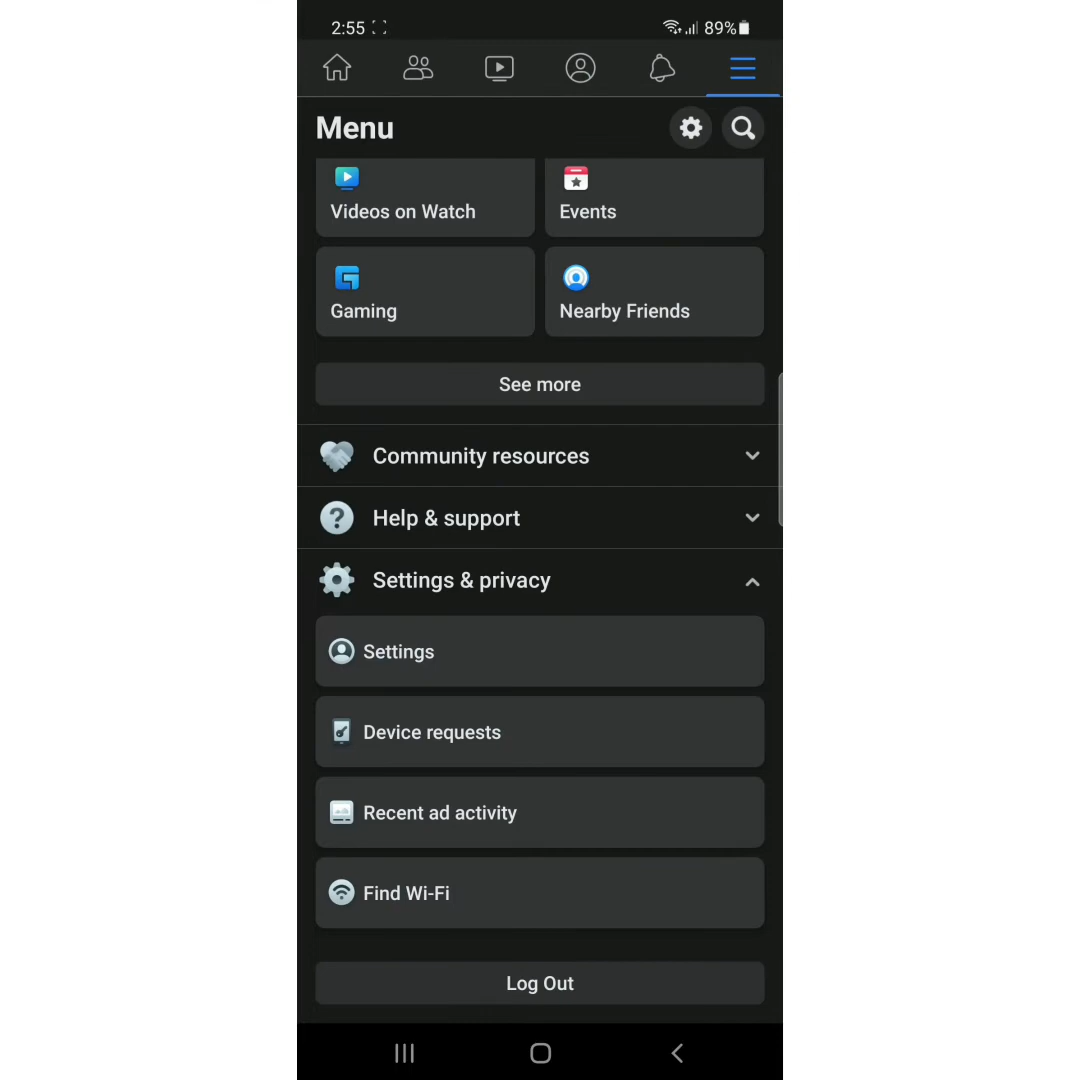 2:55 89%
Menu
Videos on Watch Events
Gaming Nearby Friends
See more
Community resources
Help & support
Settings & privacy
Settings
Device requests
Recent ad activity
Find Wi-Fi
Log Out